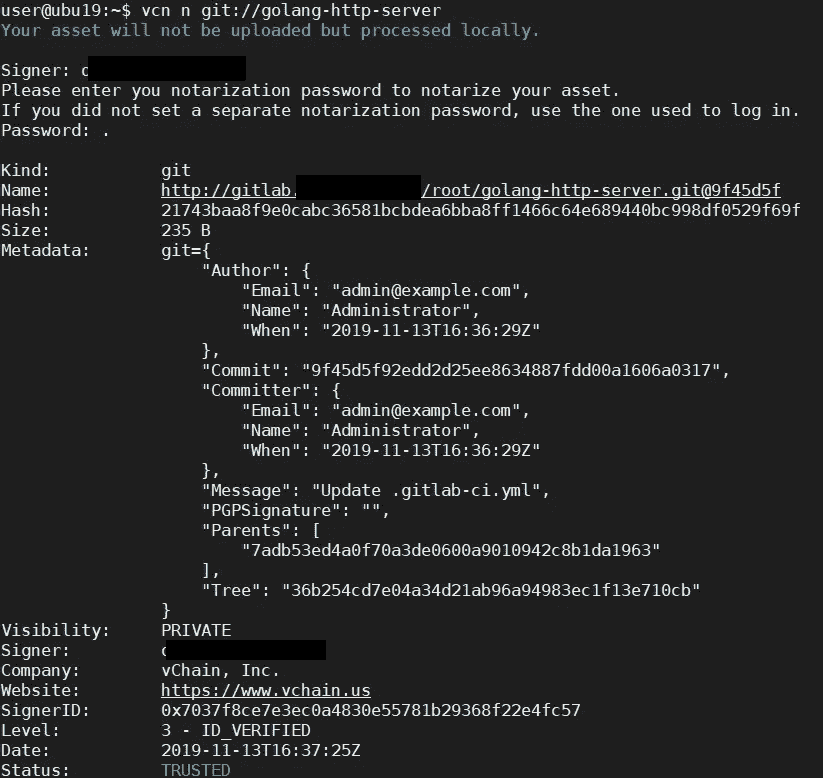 user@ubu19:~$ vcn n git://golang-http-server
Your asset will not be uploaded but processed locally.
Signer:
Please enter you notarization password to notarize your asset.
If you did not set a separate notarization password, use the one used to log in.
Password: .
Kind: git
Name: http://gitlab. /root/golang-http-server.git@9f45d5f
Hash: 21743baa8f9e0cabc36581bcbdea6bba8ff1466c64e689440bc998df0529f69f
Size: 235 B
Metadata: git={
"Author": {
"Email": "admin@example.com",
"Name": "Administrator",
"When": "2019-11-13T16:36:29Z"
},
"Commit": "9f45d5f92edd2d25ee8634887fdd00a1606a0317",
"Committer": {
"Email": "admin@example.com",
"Name": "Administrator",
"When": "2019-11-13T16:36:29Z"
},
"Message": "Update .gitlab-ci.yml",
"PGPSignature": "",
"Parents": [
"7adb53ed4a0f70a3de0600a9010942c8b1da1963"
],
"Tree": "36b254cd7e04a34d21ab96a94983ec1f13e710cb"
}
Visibility: PRIVATE
Signer:
Company: vChain, Inc.
Website: https://www.vchain.us
SignerID: 0x7037f8ce7e3ec0a4830e55781b29368f22e4fc57
Level: 3 - ID_VERIFIED
Date: 2019-11-13T16:37:25Z
Status: TRUSTED